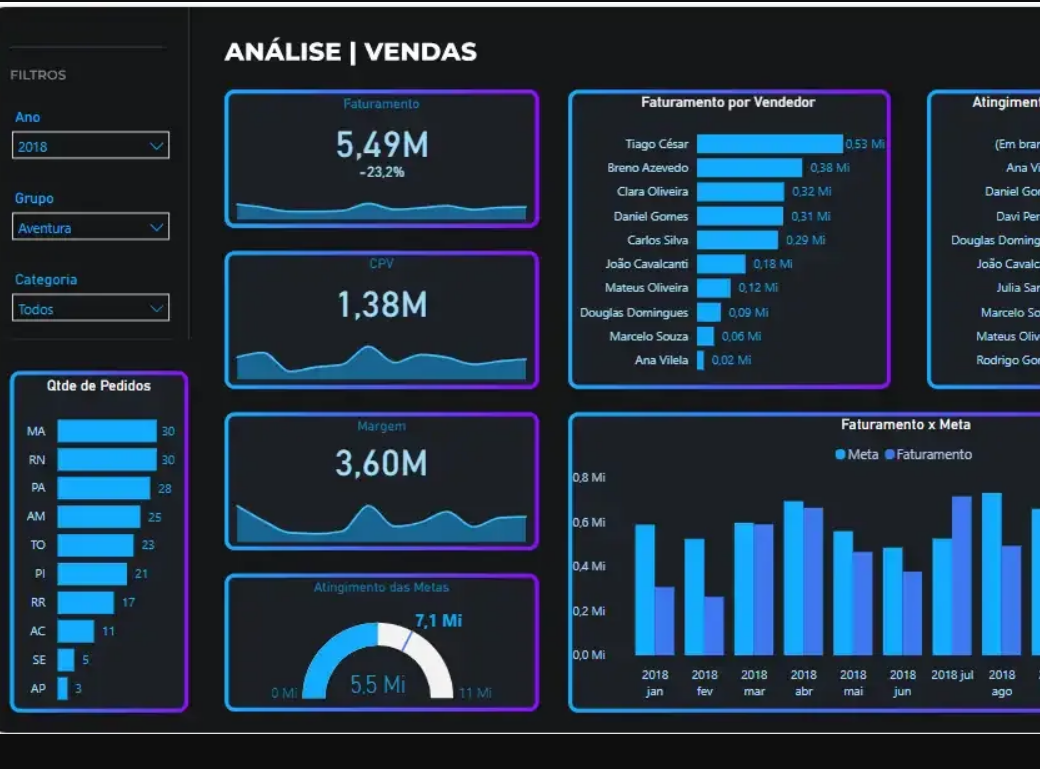 ANÁLISE | VENDAS
FILTROS
Ano
2018
Grupo
Aventura
Categoria
Todos
Qtde de Pedidos
MA 30
RN 30
PA 28
AM 25
TO 23
PI 21
RR 17
AC 11
SE 5
AP 3
Faturamento
5,49M
-23,2%
CPV
1,38M
Margem
3,60M
Atingimento das Metas
7,1 Mi
0 Mi 5,5 Mi 11 Mi
Faturamento por Vendedor
Tiago César 0,53 Mi
Breno Azevedo 0,38 Mi
Clara Oliveira 0,32 Mi
Daniel Gomes 0,31 Mi
Carlos Silva 0,29 Mi
João Cavalcanti 0,18 Mi
Mateus Oliveira 0,12 Mi
Douglas Domingues 0,09 Mi
Marcelo Souza 0,06 Mi
Ana Vilela 0,02 Mi
Atingiment
(Em bran
Ana Vi
Daniel Go
Davi Per
Douglas Doming
João Cavalc
Julia Sar
Marcelo So
Mateus Oliv
Rodrigo Go
Faturamento x Meta
Meta Faturamento
0,8 Mi
0,6 Mi
0,4 Mi
0,2 Mi
0,0 Mi
2018 2018 2018 2018 2018 2018 2018 jul 2018
jan fev mar abr mai jun ago